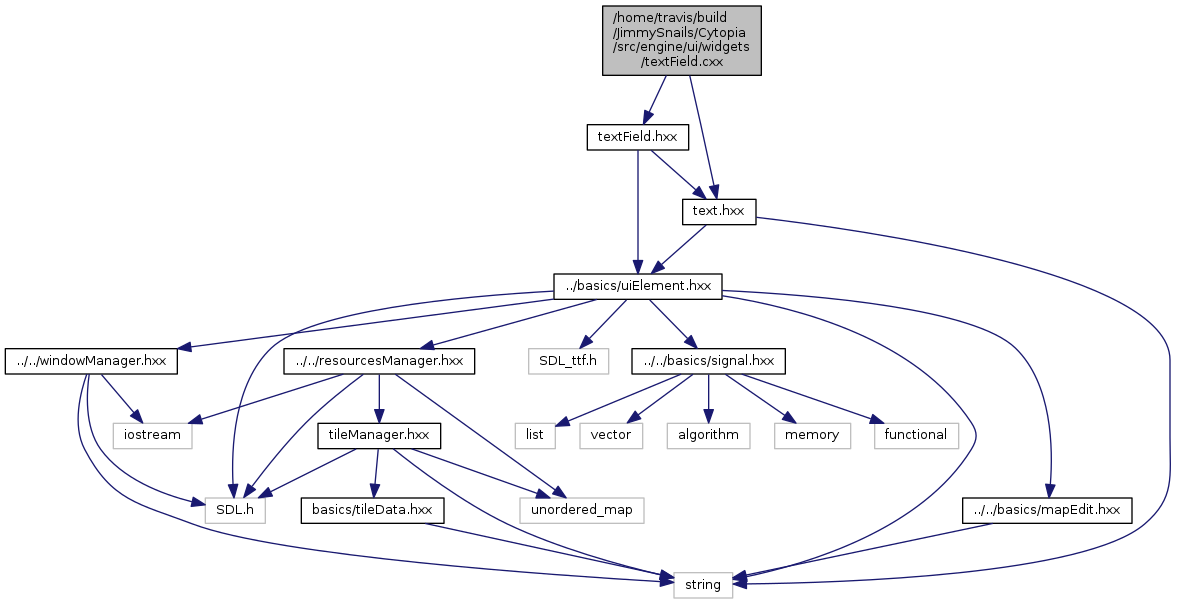 /home/travis/build
/JimmySnails/Cytopia
/src/engine/ui/widgets
/textField.cxx
textField.hxx
text.hxx
../basics/uiElement.hxx
../../windowManager.hxx
../../resourcesManager.hxx
SDL_ttf.h
../../basics/signal.hxx
iostream
tileManager.hxx
list
vector
algorithm
memory
functional
SDL.h
basics/tileData.hxx
unordered_map
../../basics/mapEdit.hxx
string